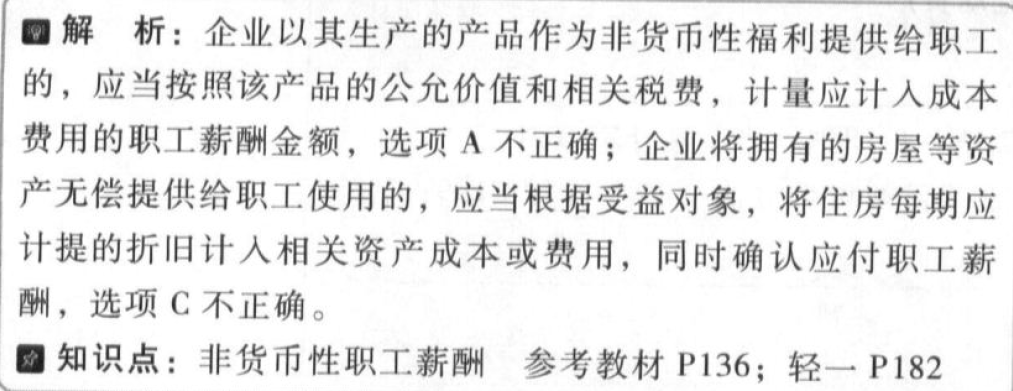 解 析：企业以其生产的产品作为非货币性福利提供给职工
的，应当按照该产品的公允价值和相关税费，计量应计入成本
费用的职工薪酬金额，选项 A 不正确；企业将拥有的房屋等资
产无偿提供给职工使用的，应当根据受益对象，将住房每期应
计提的折旧计入相关资产成本或费用，同时确认应付职工薪
酬，选项 C 不正确。
知识点：非货币性职工薪酬 参考教材 P136；轻一 P182